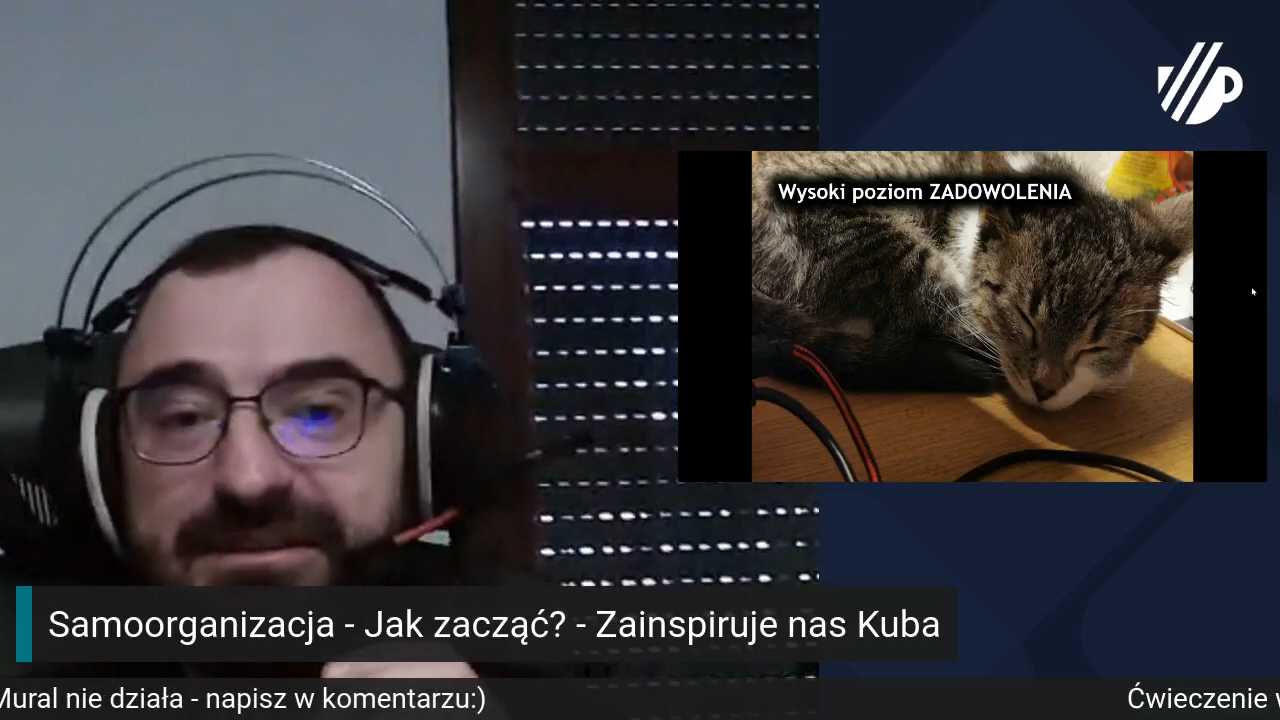 Wysoki poziom ZADOWOLENIA
Samoorganizacja - Jak zacząć? - Zainspiruje nas Kuba
Mural nie działa - napisz w komentarzu:)
Ćwieczenie